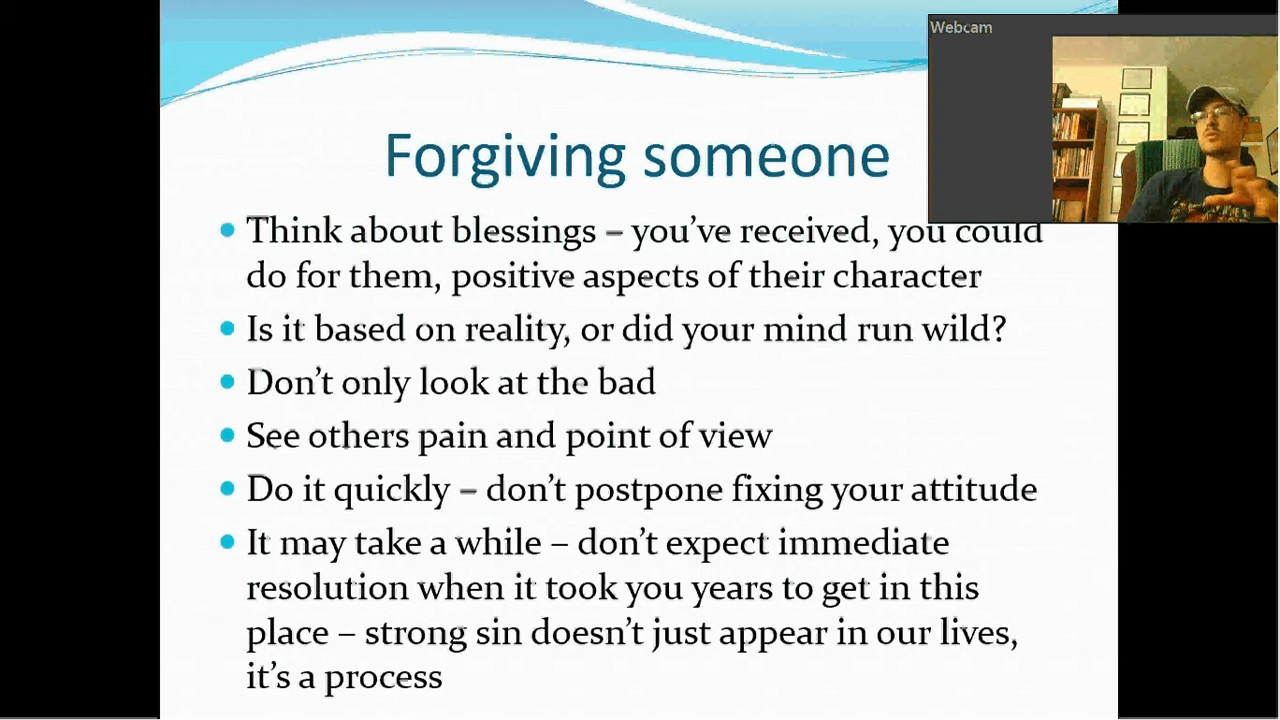 Webcam
Forgiving someone
• Think about blessings – you've received, you could
do for them, positive aspects of their character
• Is it based on reality, or did your mind run wild?
• Don't only look at the bad
• See others pain and point of view
• Do it quickly – don't postpone fixing your attitude
• It may take a while – don't expect immediate
resolution when it took you years to get in this
place – strong sin doesn't just appear in our lives,
it's a process